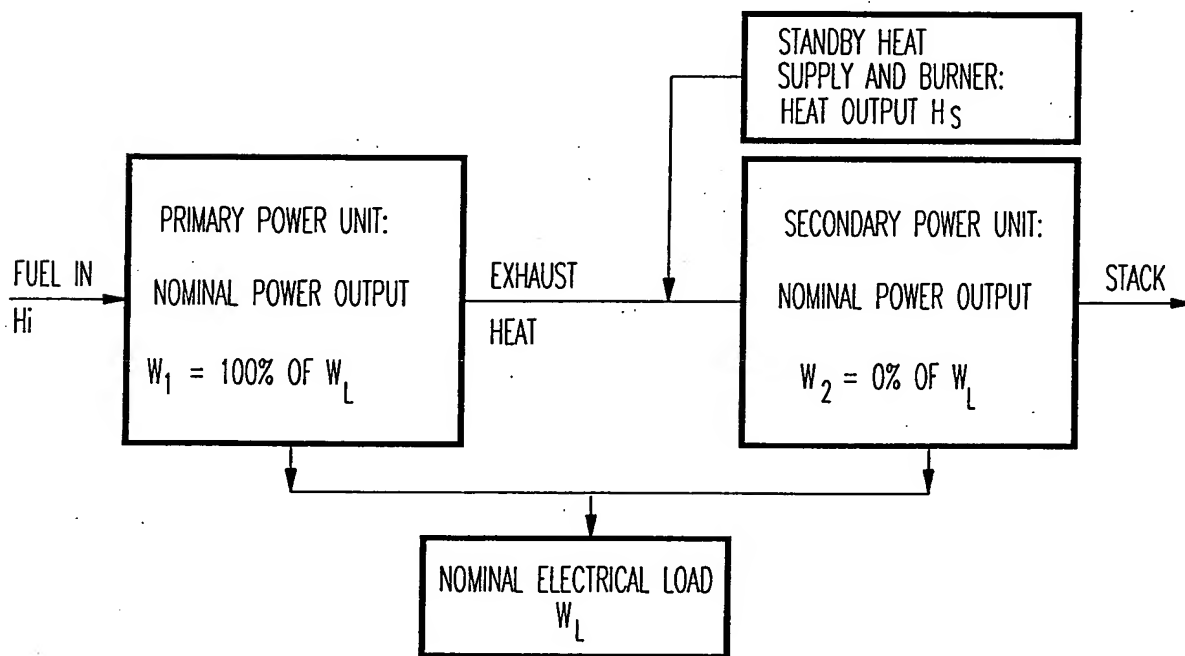 STANDBY HEAT
SUPPLY AND BURNER:
HEAT OUTPUT HS
PRIMARY POWER UNIT:
NOMINAL POWER OUTPUT
W1 = 100% OF WL
FUEL IN
Hi
EXHAUST
HEAT
SECONDARY POWER UNIT:
NOMINAL POWER OUTPUT
W2 = 0% OF WL
STACK
NOMINAL ELECTRICAL LOAD
WL